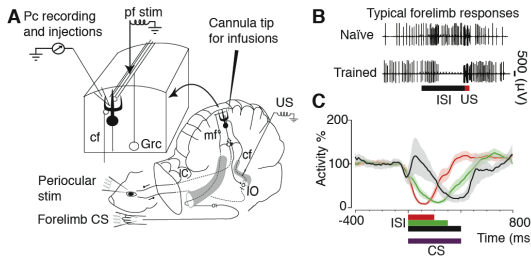 A
Pc recording
and injections
pf stim
Cannula tip
for infusions
cf
Grc
US
mf
cf
IC
IO
Periocular
stim
Forelimb CS
B
Typical forelimb responses
Naïve
Trained
ISI
US
500 (µV)
C
Activity %
200
100
0
-400
800
Time (ms
ISI
CS